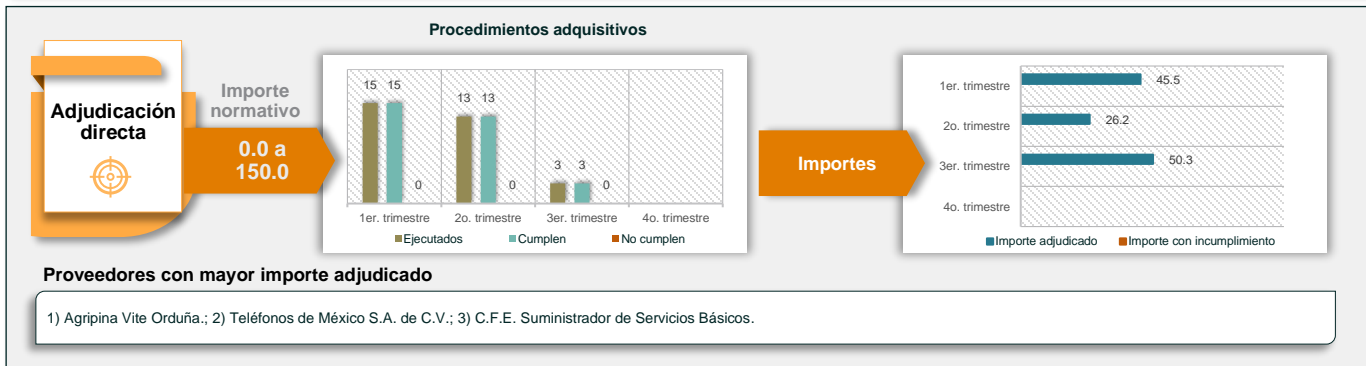 Procedimientos adquisitivos
Adjudicación
directa
Importe
normativo
0.0 a
150.0
15 15 0
13 13 0
3 3 0
1er. trimestre 2o. trimestre 3er. trimestre 4o. trimestre
Ejecutados Cumplen No cumplen
Importes
1er. trimestre 45.5
2o. trimestre 26.2
3er. trimestre 50.3
4o. trimestre
Importe adjudicado Importe con incumplimiento
Proveedores con mayor importe adjudicado
1) Agripina Vite Orduña.; 2) Teléfonos de México S.A. de C.V.; 3) C.F.E. Suministrador de Servicios Básicos.